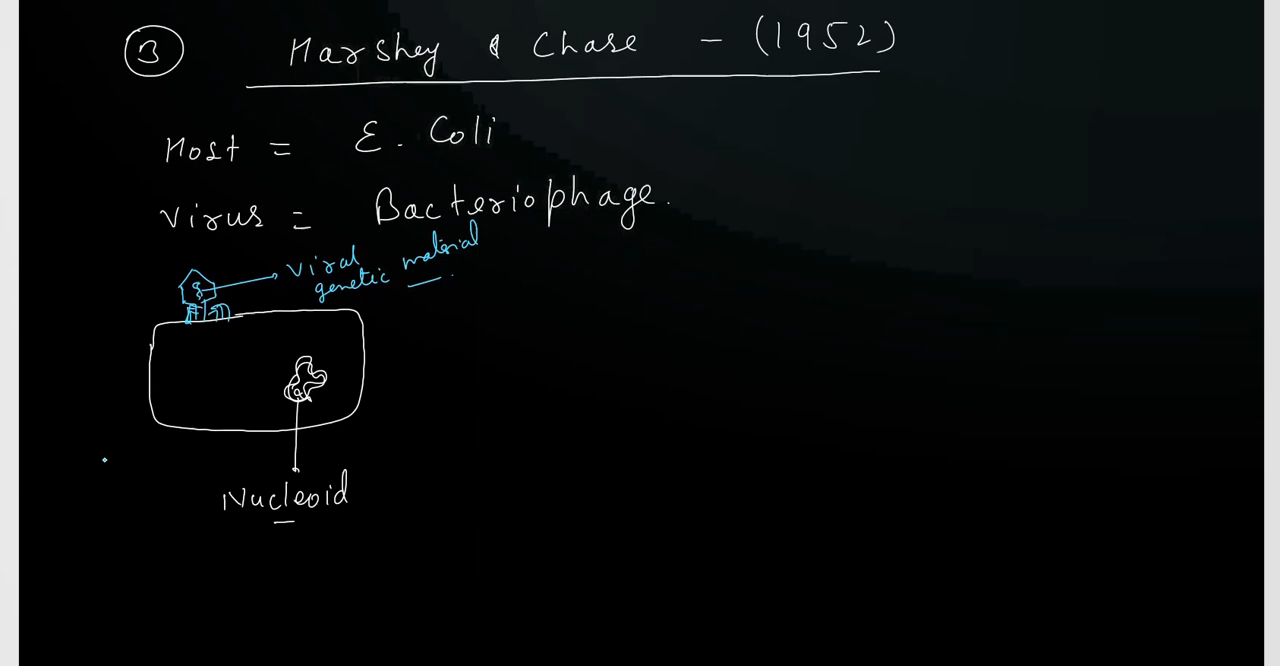 3 Harshey & Chase - (1952)
Host = E. Coli
Virus = Bacteriophage.
Viral
genetic material
Nucleoid